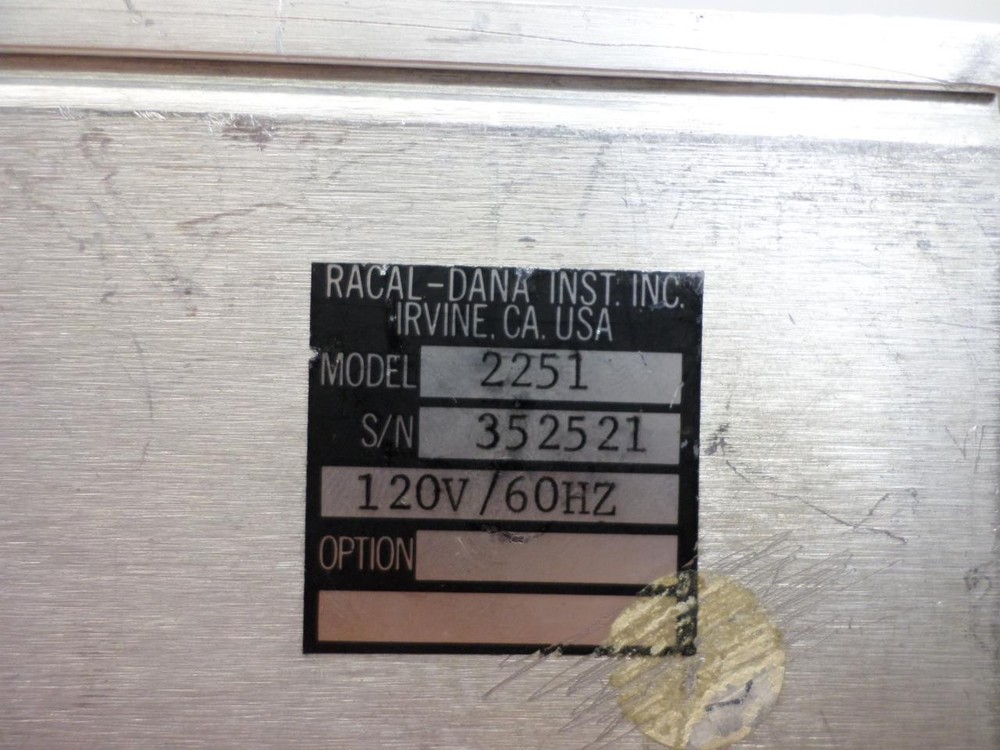 RACAL-DANA INST. INC.
IRVINE, CA. USA
MODEL 2251
S/N 352521
120V/60HZ
OPTION